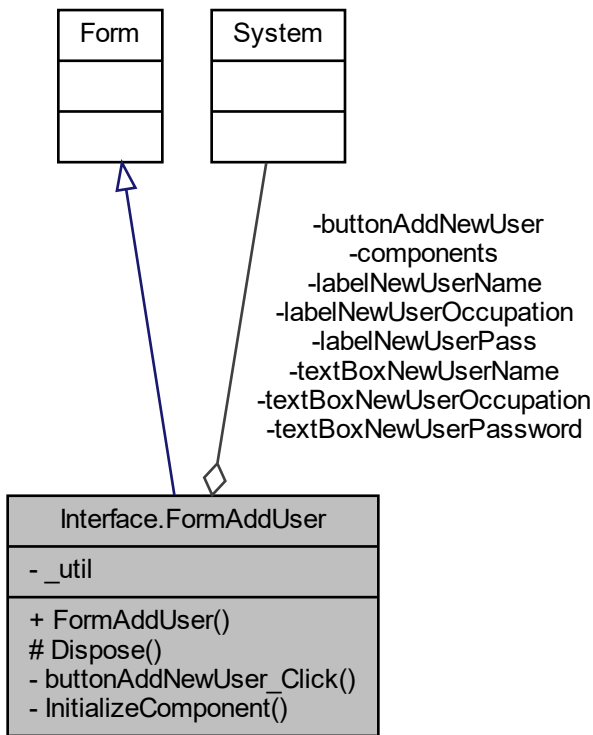 Form
System
-buttonAddNewUser
-components
-labelNewUserName
-labelNewUserOccupation
-labelNewUserPass
-textBoxNewUserName
-textBoxNewUserOccupation
-textBoxNewUserPassword
Interface.FormAddUser
- _util
+ FormAddUser()
# Dispose()
- buttonAddNewUser_Click()
- InitializeComponent()